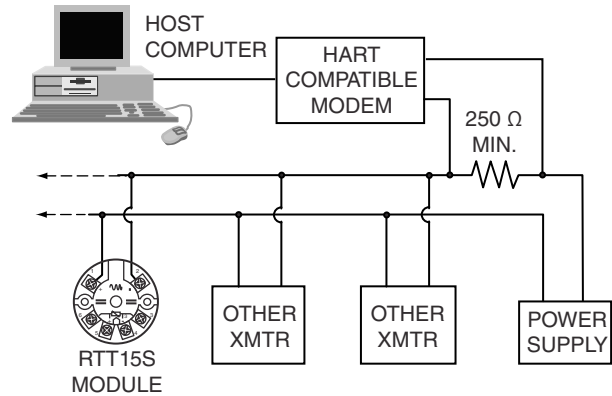 HOST
COMPUTER
HART
COMPATIBLE
MODEM
250 Ω
MIN.
RTT15S
MODULE
OTHER
XMTR
OTHER
XMTR
POWER
SUPPLY